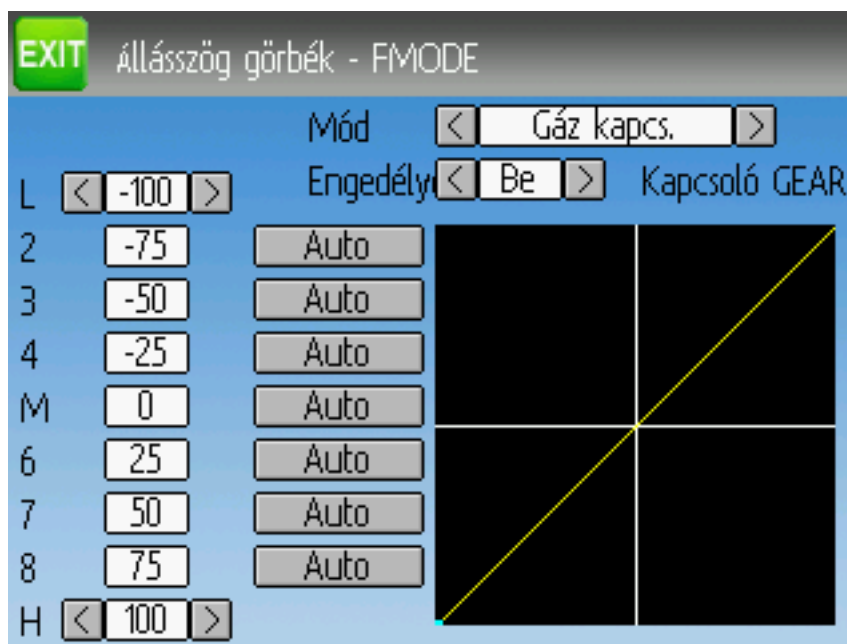 EXIT Állásszög görbék - FMODE
Mód < Gáz kapcs. >
Engedély < Be > Kapcsoló GEAR
L < -100 >
2 -75 Auto
3 -50 Auto
4 -25 Auto
M 0 Auto
6 25 Auto
7 50 Auto
8 75 Auto
H < 100 >